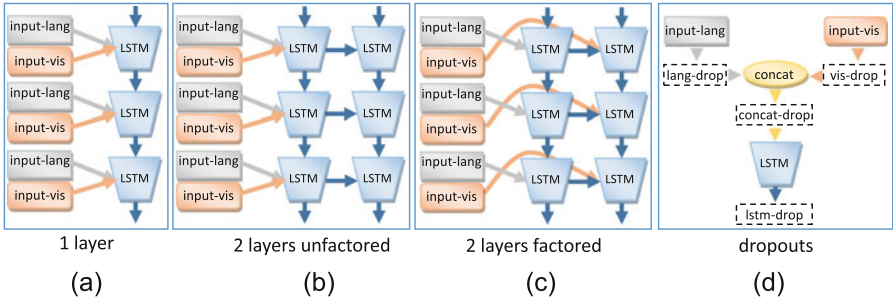 input-lang
input-vis
LSTM
input-lang
input-vis
LSTM
input-lang
input-vis
LSTM
1 layer
(a)
input-lang
input-vis
LSTM LSTM
input-lang
input-vis
LSTM LSTM
input-lang
input-vis
LSTM LSTM
2 layers unfactored
(b)
input-lang
input-vis
LSTM LSTM
input-lang
input-vis
LSTM LSTM
input-lang
input-vis
LSTM LSTM
2 layers factored
(c)
input-lang input-vis
lang-drop concat vis-drop
concat-drop
LSTM
lstm-drop
dropouts
(d)